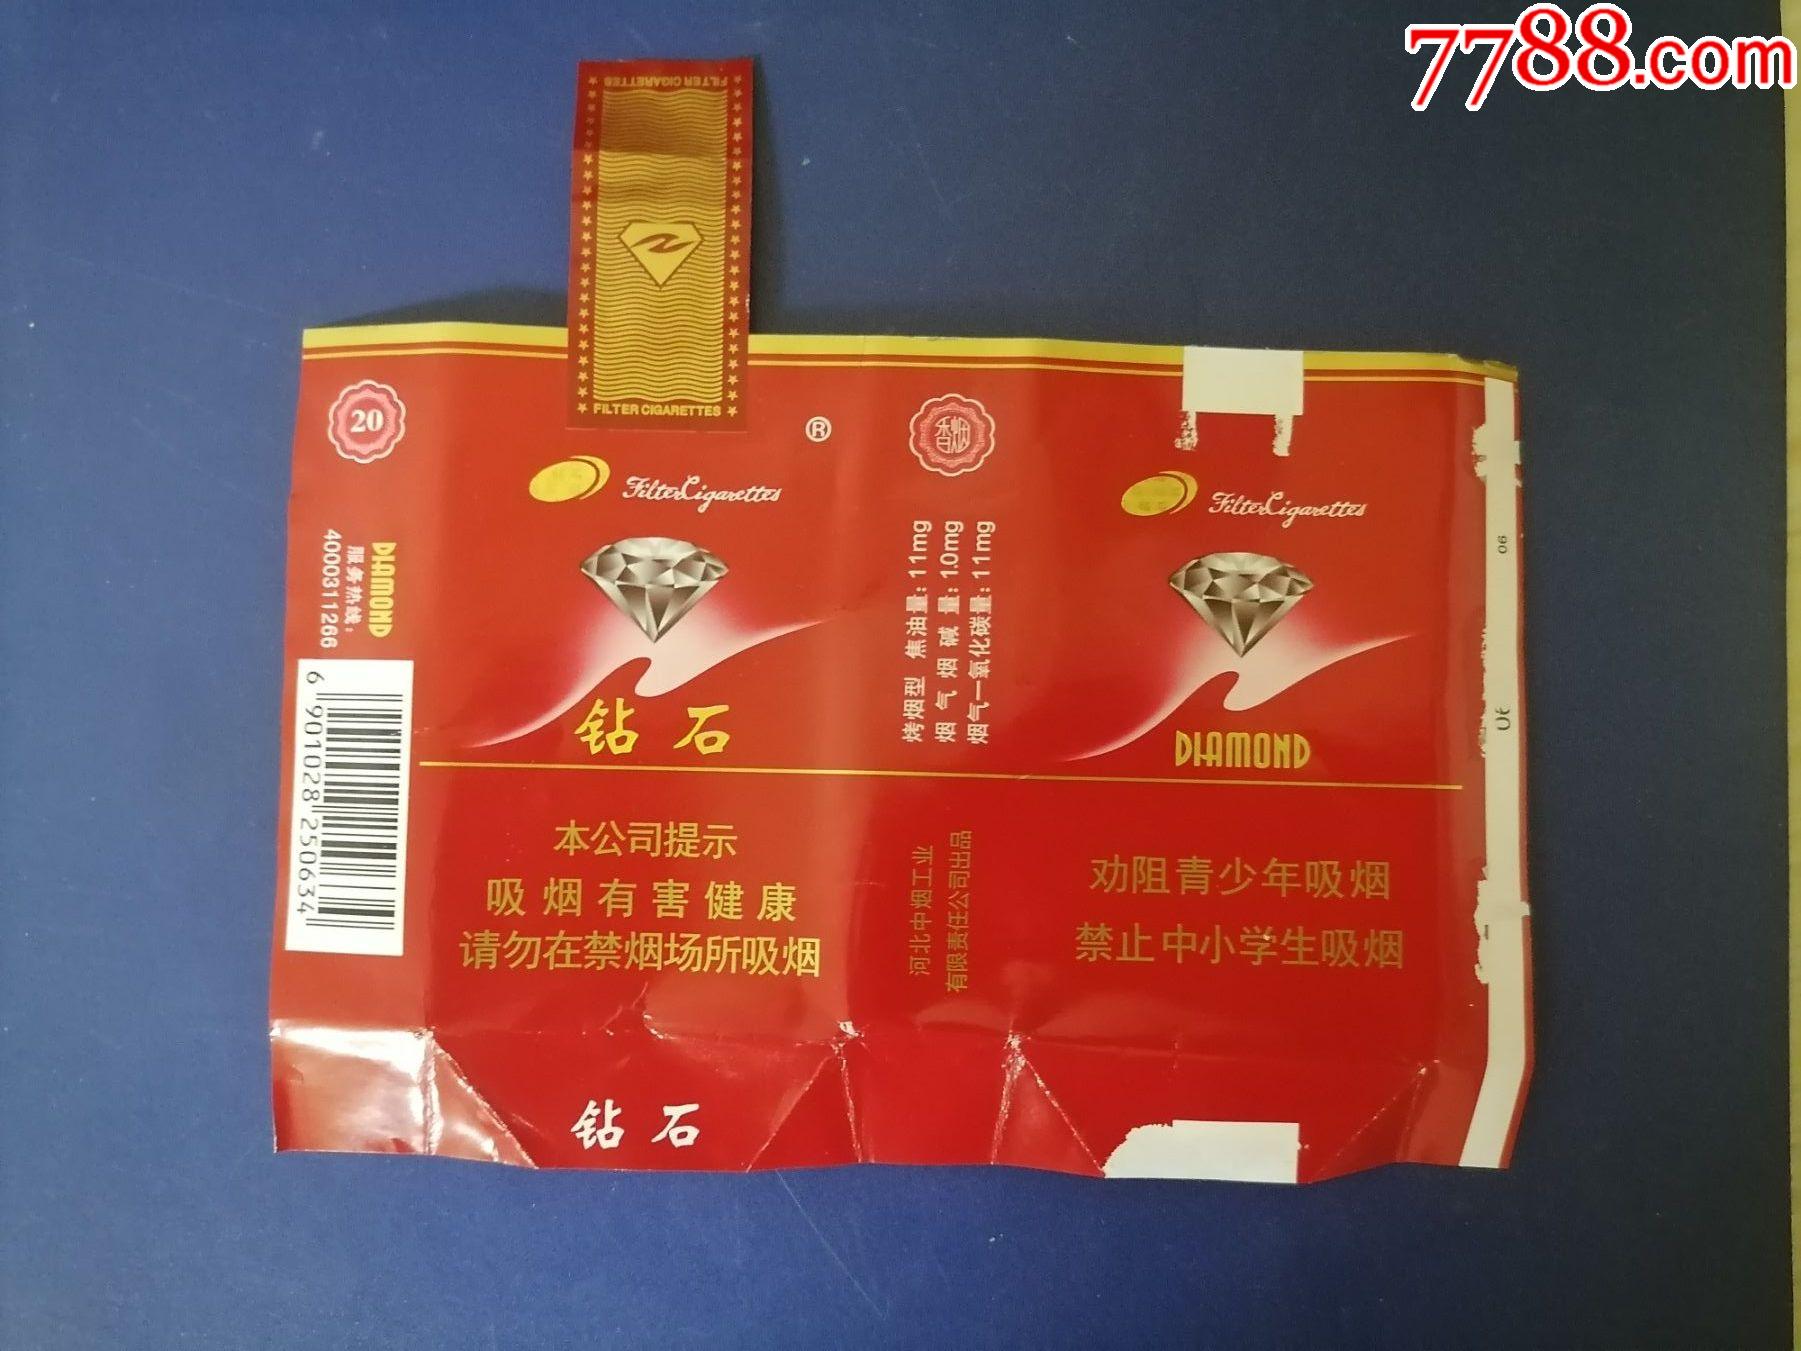 7788.com
FILTER CIGARETTES
FILTER CIGARETTES
20
®
香烟
Filter Cigarettes
Filter Cigarettes
DIAMOND
服务热线:
4000311266
6 901028 250634
钻石
本公司提示
吸烟有害健康
请勿在禁烟场所吸烟
钻石
烤烟型 焦油量:11mg
烟气烟碱量:1.0mg
烟气一氧化碳量:11mg
河北中烟工业
有限责任公司出品
DIAMOND
劝阻青少年吸烟
禁止中小学生吸烟
06